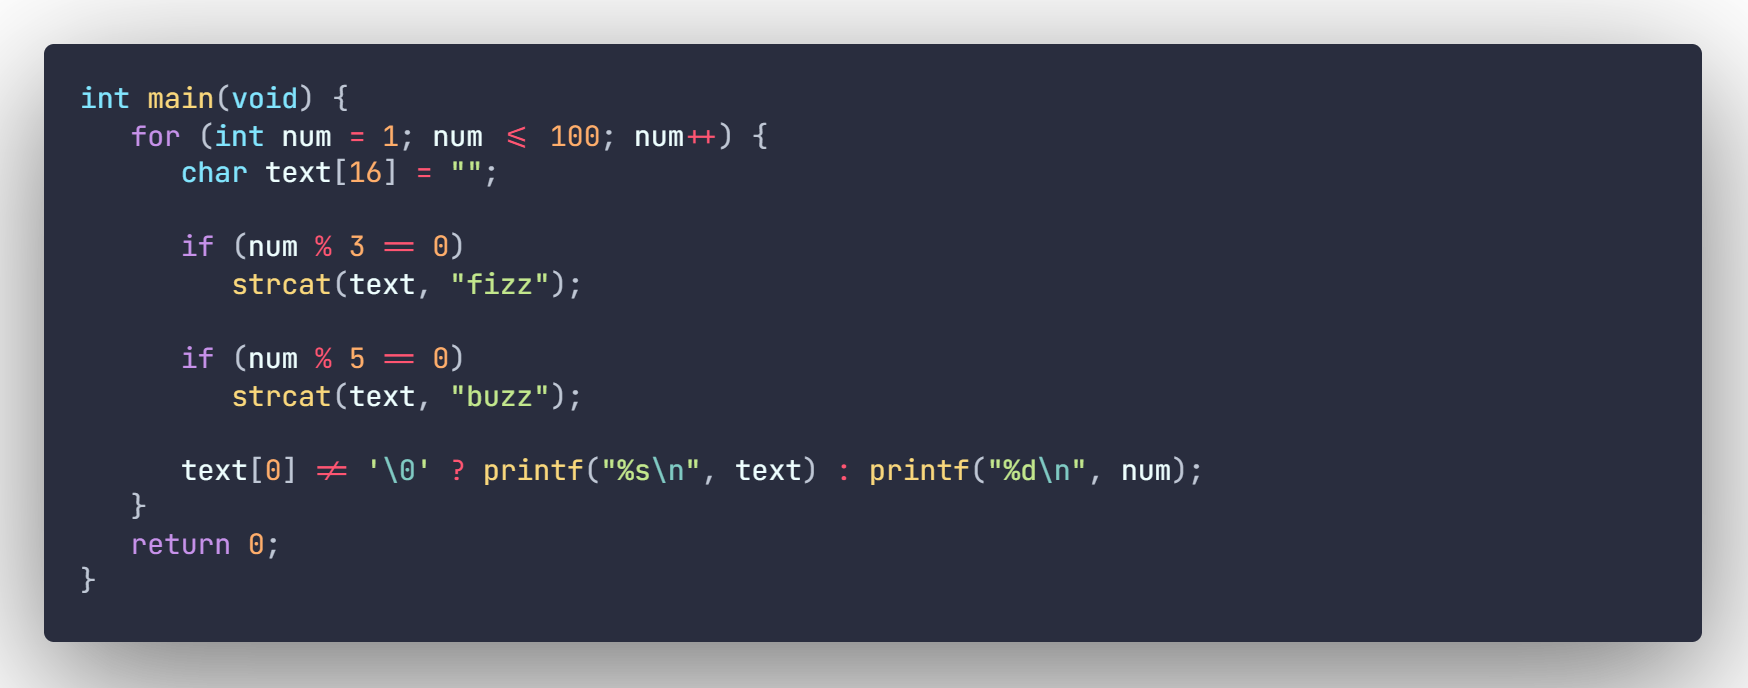 int main(void) {
   for (int num = 1; num <= 100; num++) {
      char text[16] = "";

      if (num % 3 == 0)
         strcat(text, "fizz");

      if (num % 5 == 0)
         strcat(text, "buzz");

      text[0] != '\0' ? printf("%s\n", text) : printf("%d\n", num);
   }
   return 0;
}